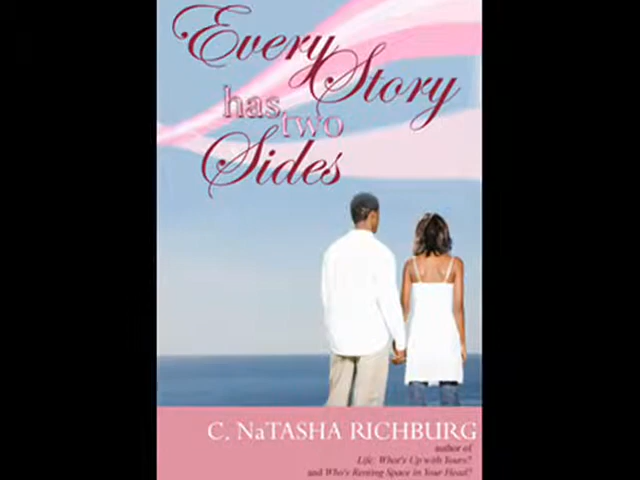 Every
Story
has
two
Sides
C. NaTASHA RICHBURG
author of
Life: What's Up with Yours?
and Who's Renting Space in Your Head?